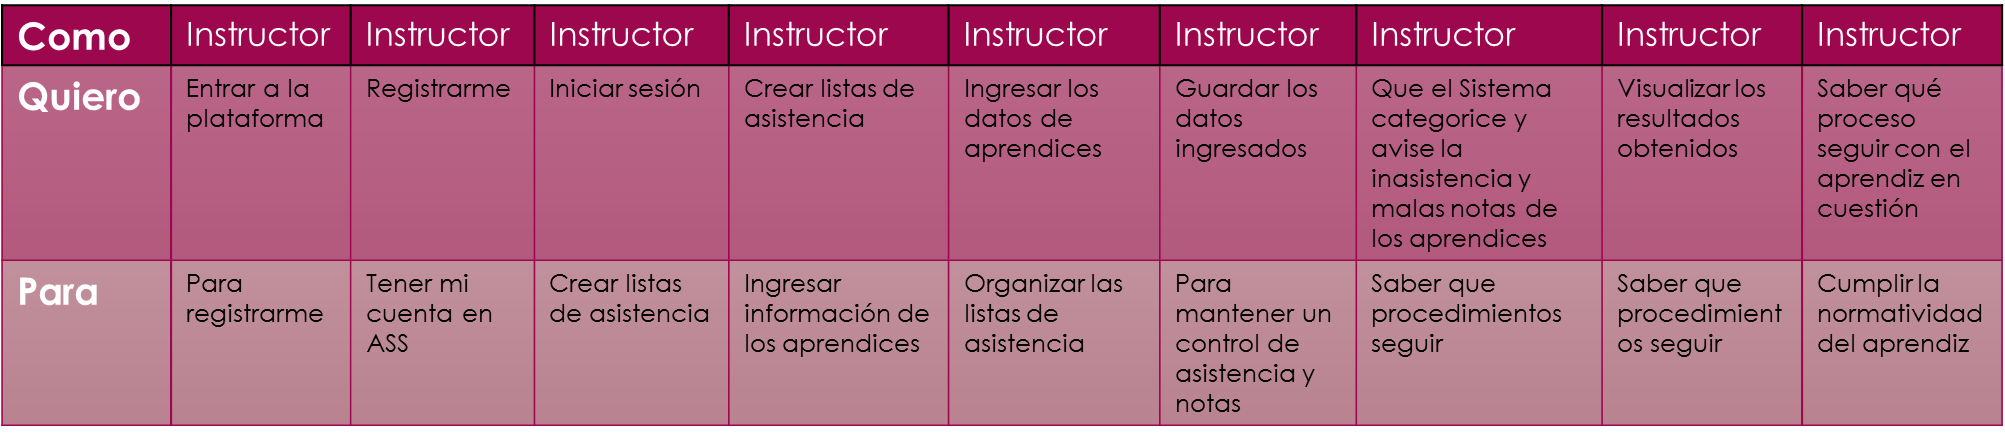 Como Instructor Instructor Instructor Instructor Instructor Instructor Instructor Instructor Instructor
Quiero
Entrar a la
plataforma
Registrarme
Iniciar sesión
Crear listas de
asistencia
Ingresar los
datos de
aprendices
Guardar los
datos
ingresados
Que el Sistema
categorice y
avise la
inasistencia y
malas notas de
los aprendices
Visualizar los
resultados
obtenidos
Saber qué
proceso
seguir con el
aprendiz en
cuestión
Para
Para
registrarme
Tener mi
cuenta en
ASS
Crear listas
de asistencia
Ingresar
información de
los aprendices
Organizar las
listas de
asistencia
Para
mantener un
control de
asistencia y
notas
Saber que
procedimientos
seguir
Saber que
procedimient
os seguir
Cumplir la
normatividad
del aprendiz